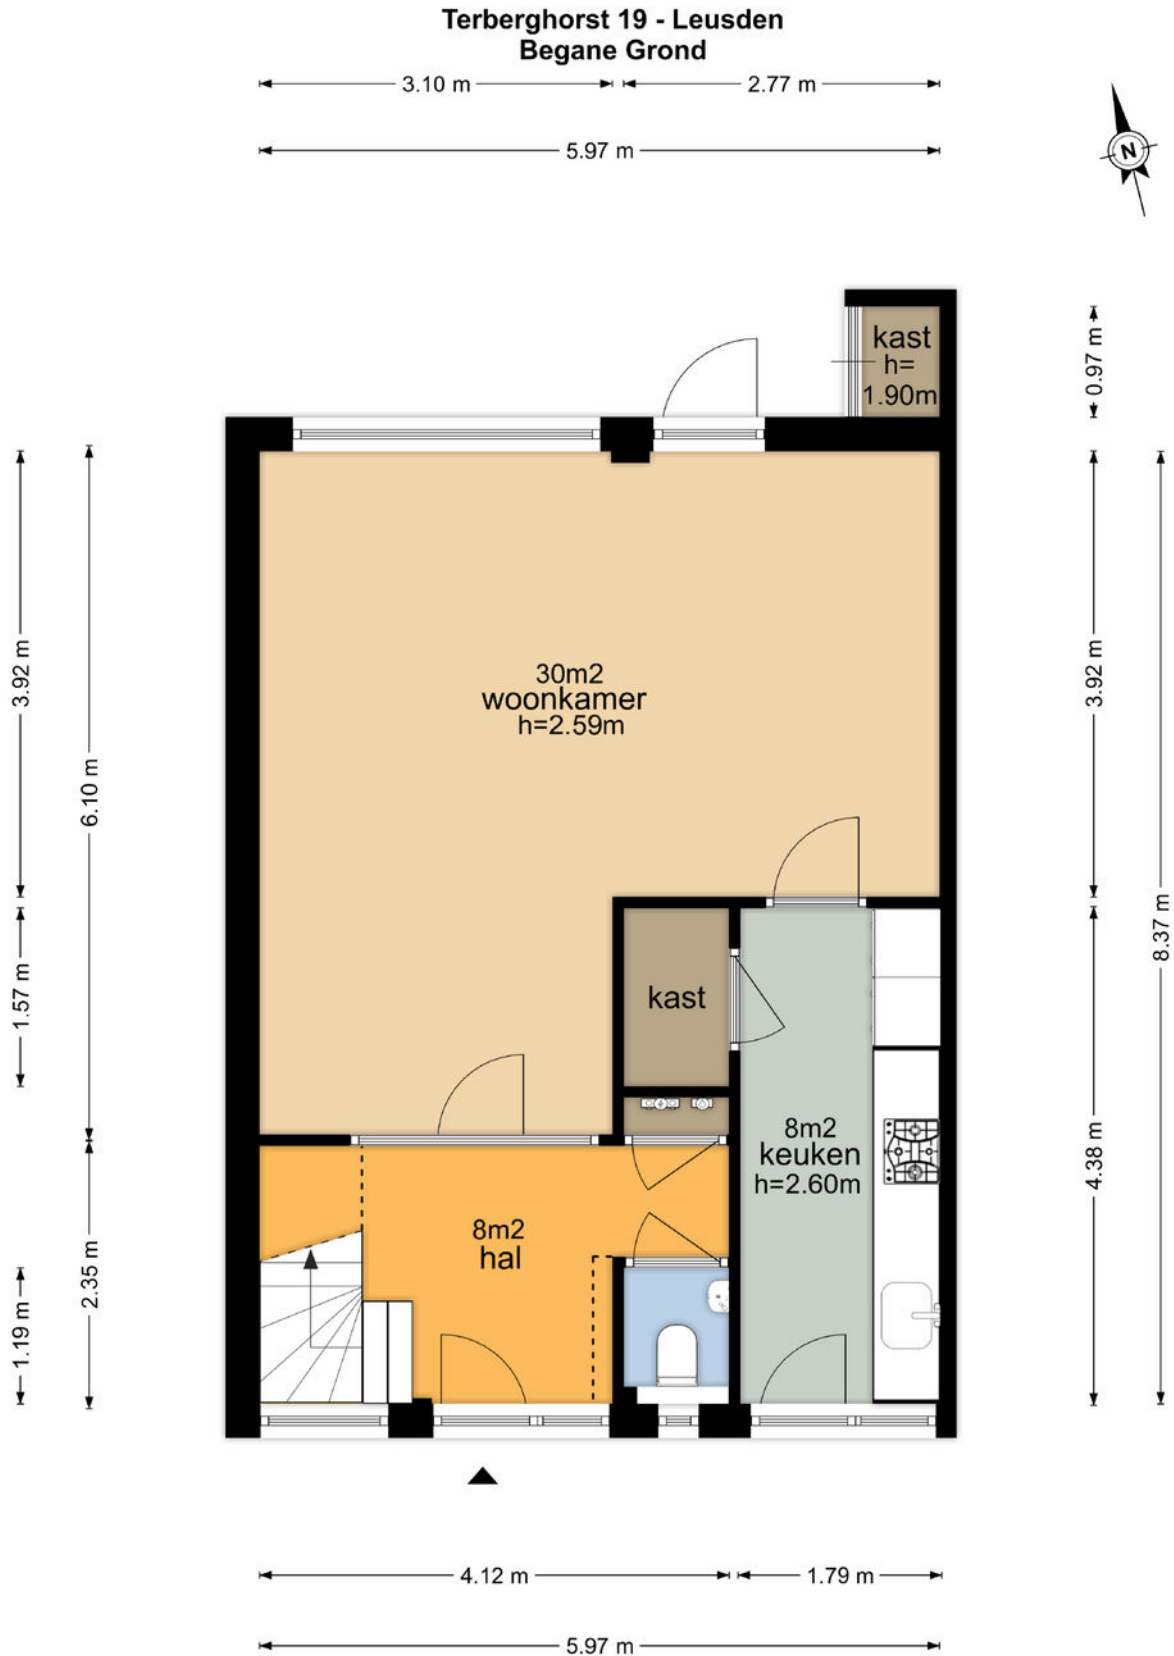 Terberghorst 19 - Leusden
Begane Grond
3.10 m
2.77 m
5.97 m
N
kast
h=
1.90m
0.97 m
3.92 m
6.10 m
3.92 m
8.37 m
30m2
woonkamer
h=2.59m
1.57 m
kast
4.38 m
8m2
keuken
h=2.60m
8m2
hal
2.35 m
1.19 m
4.12 m
1.79 m
5.97 m